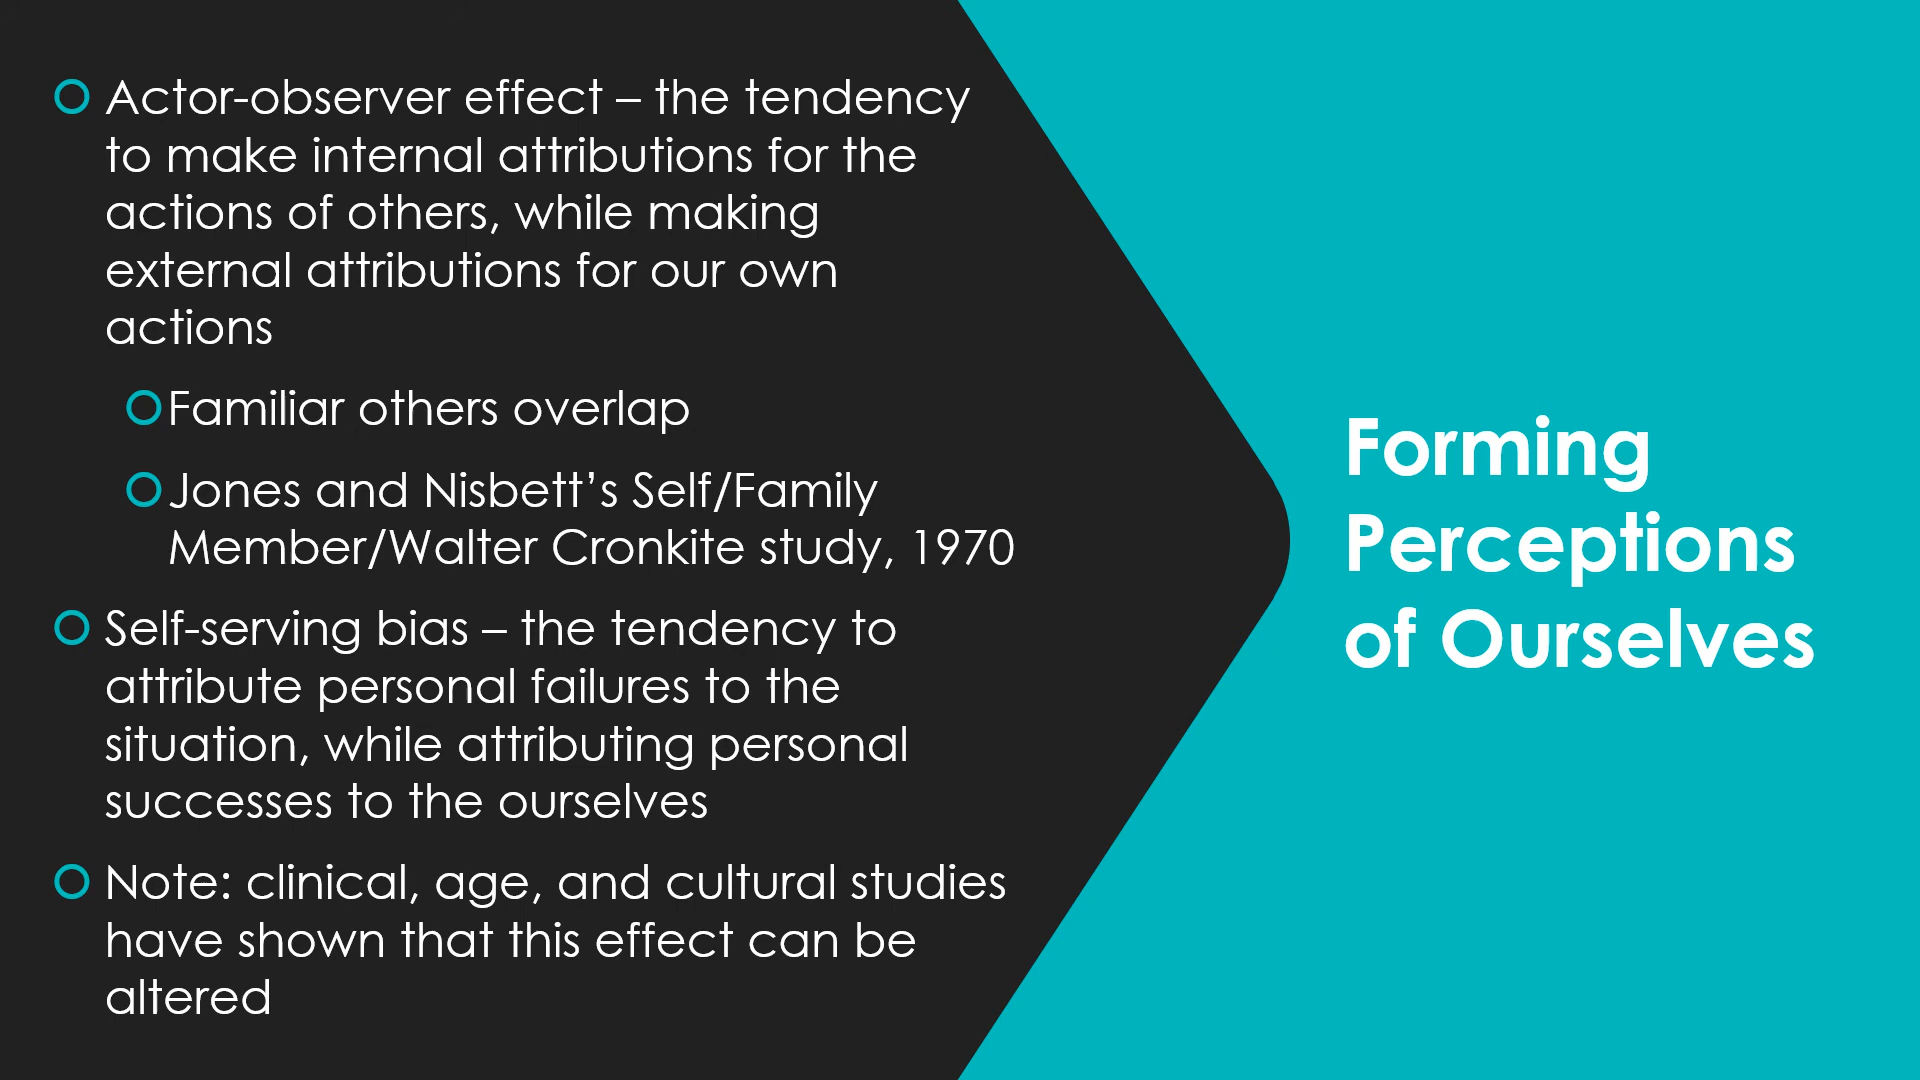 Actor-observer effect – the tendency
to make internal attributions for the
actions of others, while making
external attributions for our own
actions
Familiar others overlap
Jones and Nisbett’s Self/Family
Member/Walter Cronkite study, 1970
Self-serving bias – the tendency to
attribute personal failures to the
situation, while attributing personal
successes to the ourselves
Note: clinical, age, and cultural studies
have shown that this effect can be
altered
Forming
Perceptions
of Ourselves